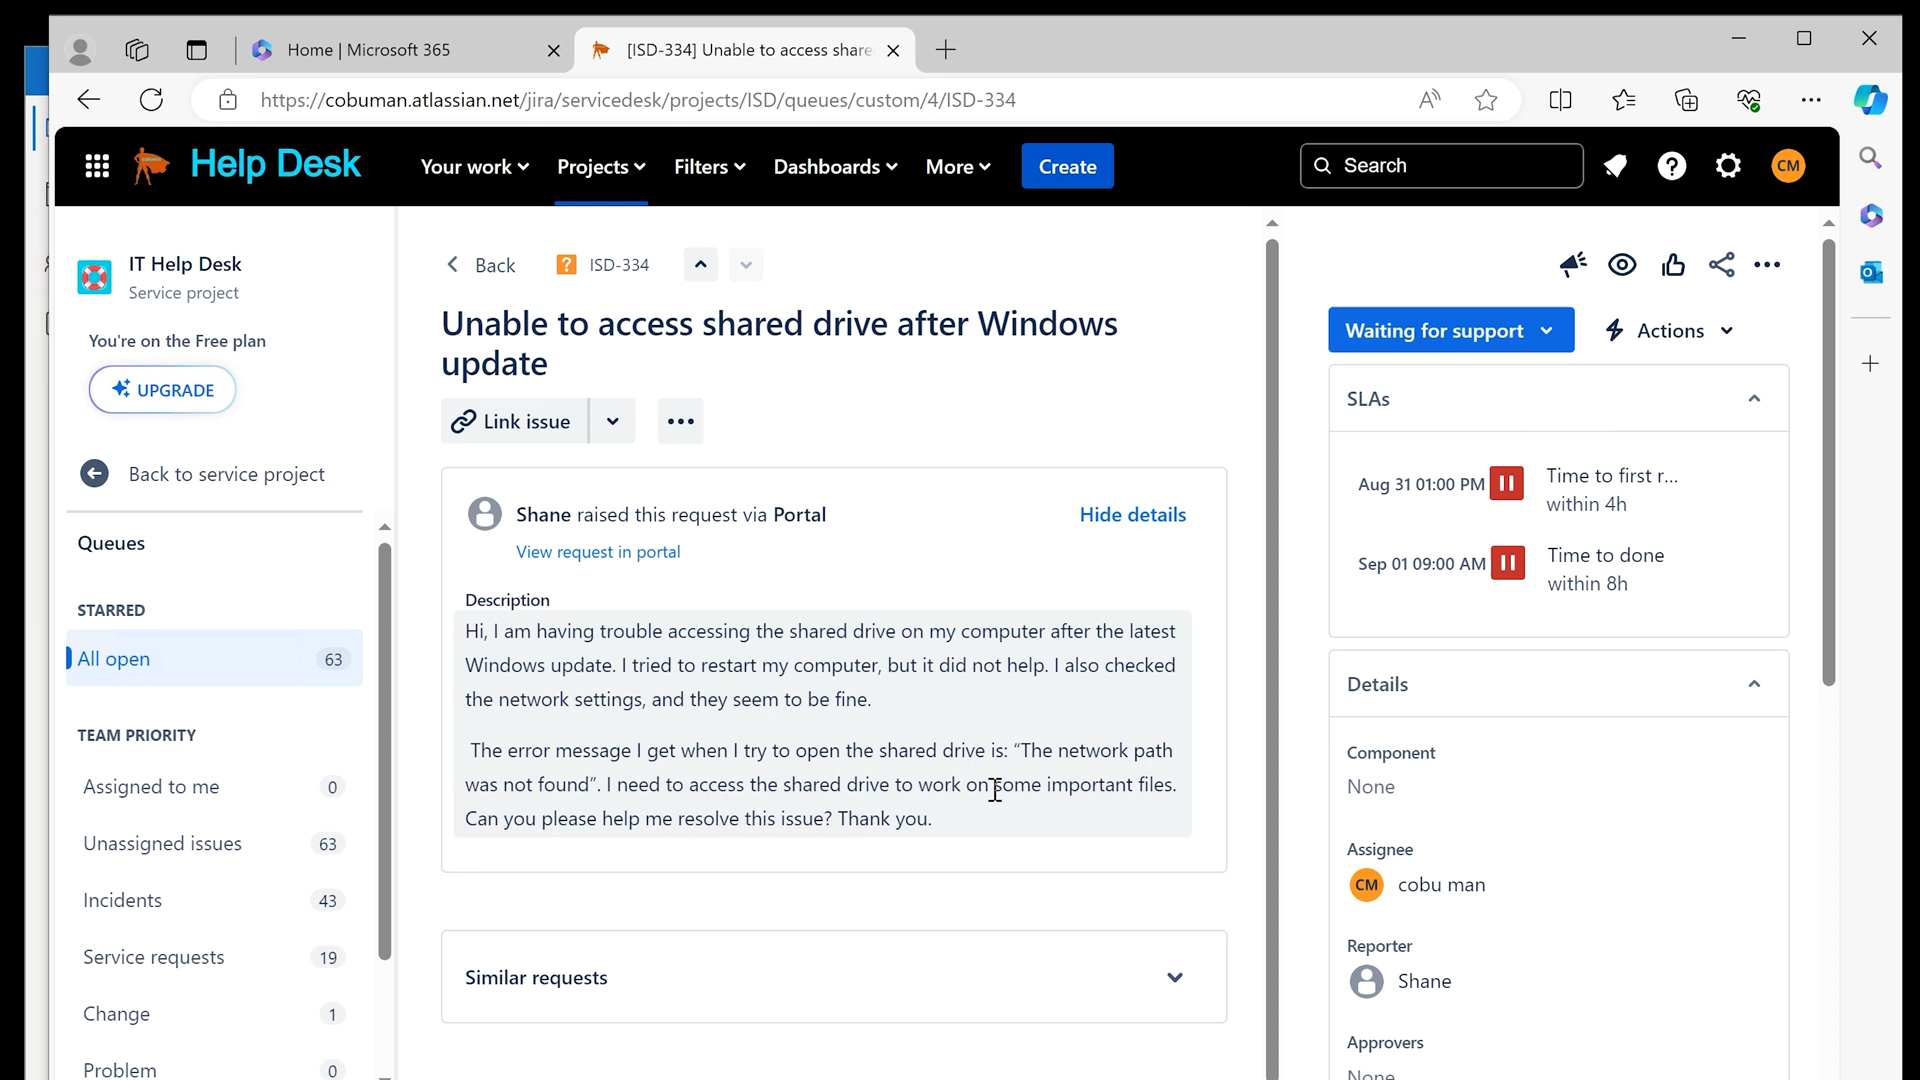 Home | Microsoft 365
[ISD-334] Unable to access share
https://cobuman.atlassian.net/jira/servicedesk/projects/ISD/queues/custom/4/ISD-334
Help Desk
Your work
Projects
Filters
Dashboards
More
Create
Search
CM
IT Help Desk
Service project
You're on the Free plan
UPGRADE
Back to service project
Queues
STARRED
All open 63
TEAM PRIORITY
Assigned to me 0
Unassigned issues 63
Incidents 43
Service requests 19
Change 1
Problem 0
Back
ISD-334
Unable to access shared drive after Windows
update
Link issue
Shane raised this request via Portal
Hide details
View request in portal
Description
Hi, I am having trouble accessing the shared drive on my computer after the latest
Windows update. I tried to restart my computer, but it did not help. I also checked
the network settings, and they seem to be fine.
The error message I get when I try to open the shared drive is: “The network path
was not found”. I need to access the shared drive to work on some important files.
Can you please help me resolve this issue? Thank you.
Similar requests
Waiting for support
Actions
SLAs
Aug 31 01:00 PM
Time to first r...
within 4h
Sep 01 09:00 AM
Time to done
within 8h
Details
Component
None
Assignee
CM cobu man
Reporter
Shane
Approvers
None